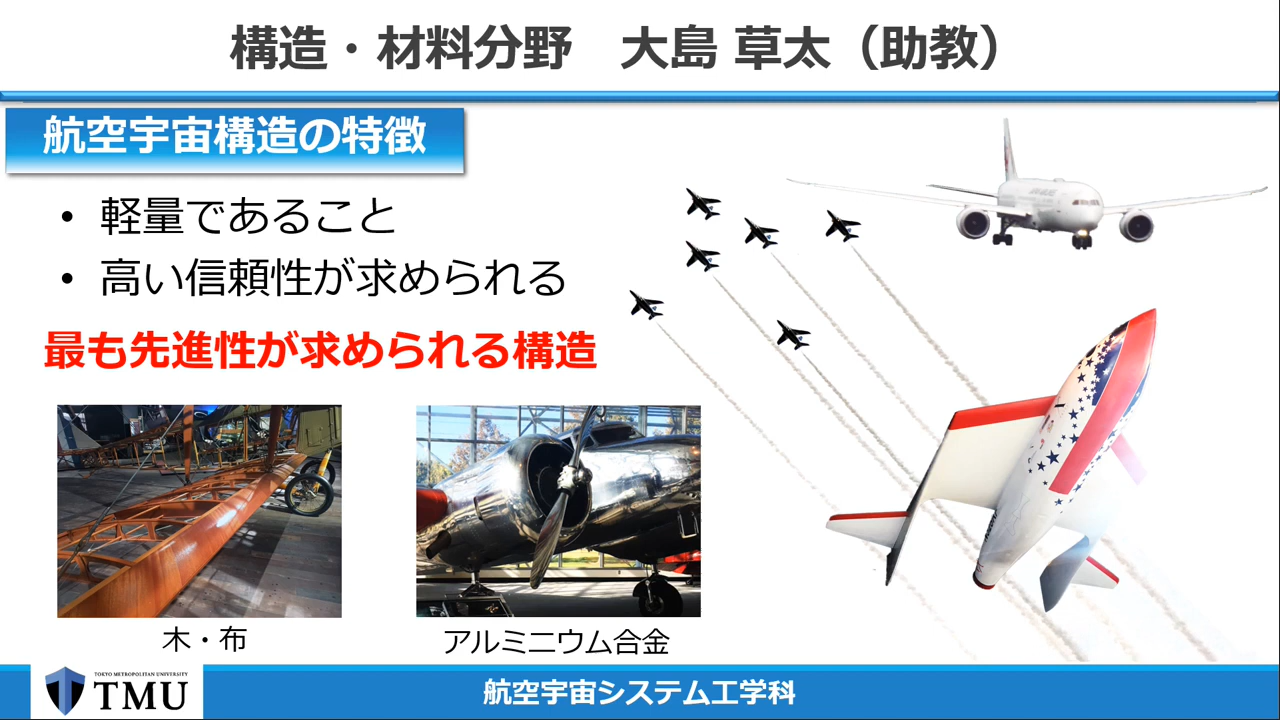 構造・材料分野　大島 草太（助教）
航空宇宙構造の特徴
• 軽量であること
• 高い信頼性が求められる
最も先進性が求められる構造
木・布
アルミニウム合金
TOKYO METROPOLITAN UNIVERSITY
TMU
航空宇宙システム工学科